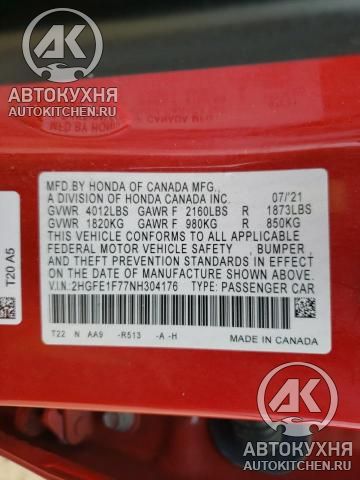 АК
АВТОКУХНЯ
AUTOKITCHEN.RU
MFD.BY HONDA OF CANADA MFG.,
A DIVISION OF HONDA CANADA INC. 07/'21
GVWR 4012LBS GAWR F 2160LBS R 1873LBS
GVWR 1820KG GAWR F 980KG R 850KG
THIS VEHICLE CONFORMS TO ALL APPLICABLE
FEDERAL MOTOR VEHICLE SAFETY, BUMPER
AND THEFT PREVENTION STANDARDS IN EFFECT
ON THE DATE OF MANUFACTURE SHOWN ABOVE.
V.I.N.:2HGFE1F77NH304176 TYPE: PASSENGER CAR
T22 N AA9 -R513 -A -H
MADE IN CANADA
T20 A5
АК
АВТОКУХНЯ
AUTOKITCHEN.RU